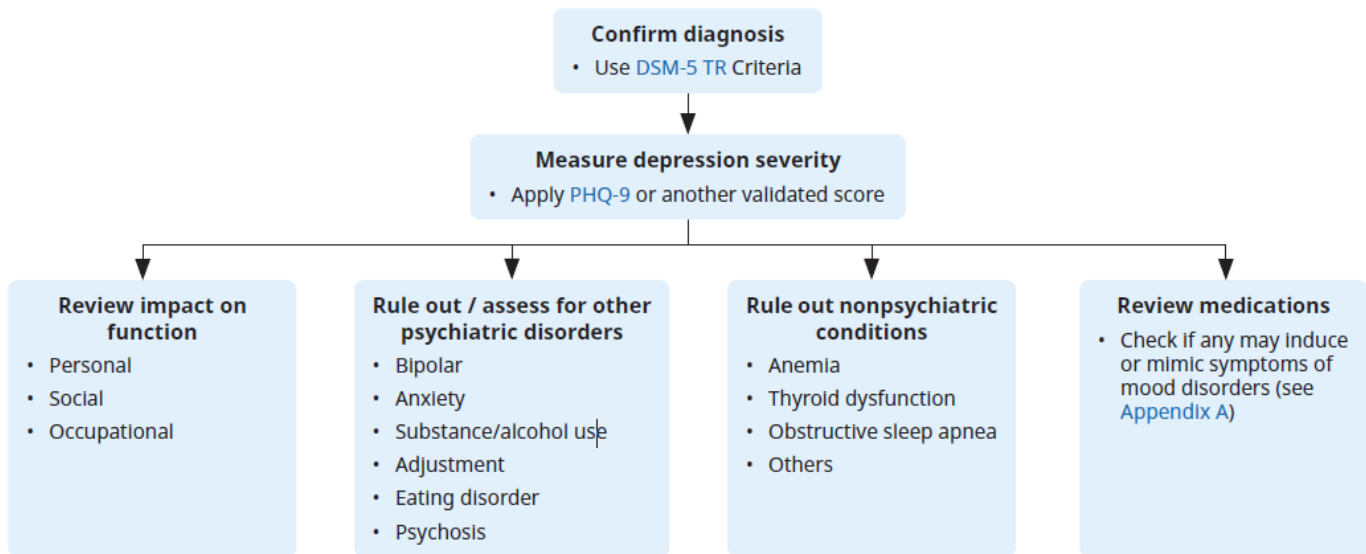 Confirm diagnosis
• Use DSM-5 TR Criteria
Measure depression severity
• Apply PHQ-9 or another validated score
Review impact on
function
• Personal
• Social
• Occupational
Rule out / assess for other
psychiatric disorders
• Bipolar
• Anxiety
• Substance/alcohol use
• Adjustment
• Eating disorder
• Psychosis
Rule out nonpsychiatric
conditions
• Anemia
• Thyroid dysfunction
• Obstructive sleep apnea
• Others
Review medications
• Check if any may induce
or mimic symptoms of
mood disorders (see
Appendix A)